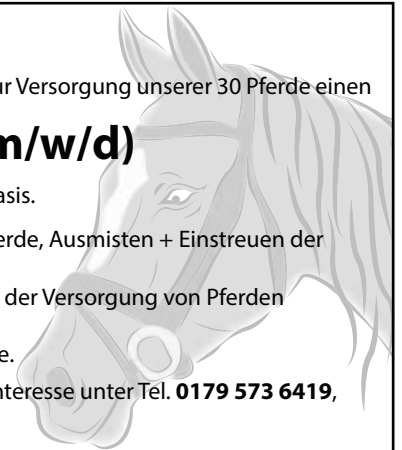 ur Versorgung unserer 30 Pferde einen
m/w/d)
asis.
erde, Ausmisten + Einstreuen der
der Versorgung von Pferden
e.
nteresse unter Tel. 0179 573 6419,